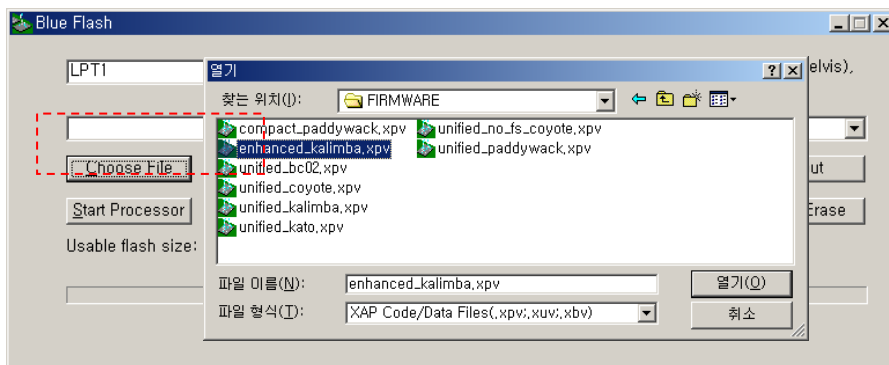 Blue Flash
LPT1
elvis),
열기
찾는 위치(I):
FIRMWARE
compact_paddywack.xpv
unified_no_fs_coyote.xpv
enhanced_kalimba.xpv
unified_paddywack.xpv
unified_bc02.xpv
unified_coyote.xpv
unified_kalimba.xpv
unified_kato.xpv
Choose File
ut
Start Processor
Erase
Usable flash size:
파일 이름(N):
enhanced_kalimba.xpv
열기(O)
파일 형식(T):
XAP Code/Data Files(.xpv;.xuv;.xbv)
취소